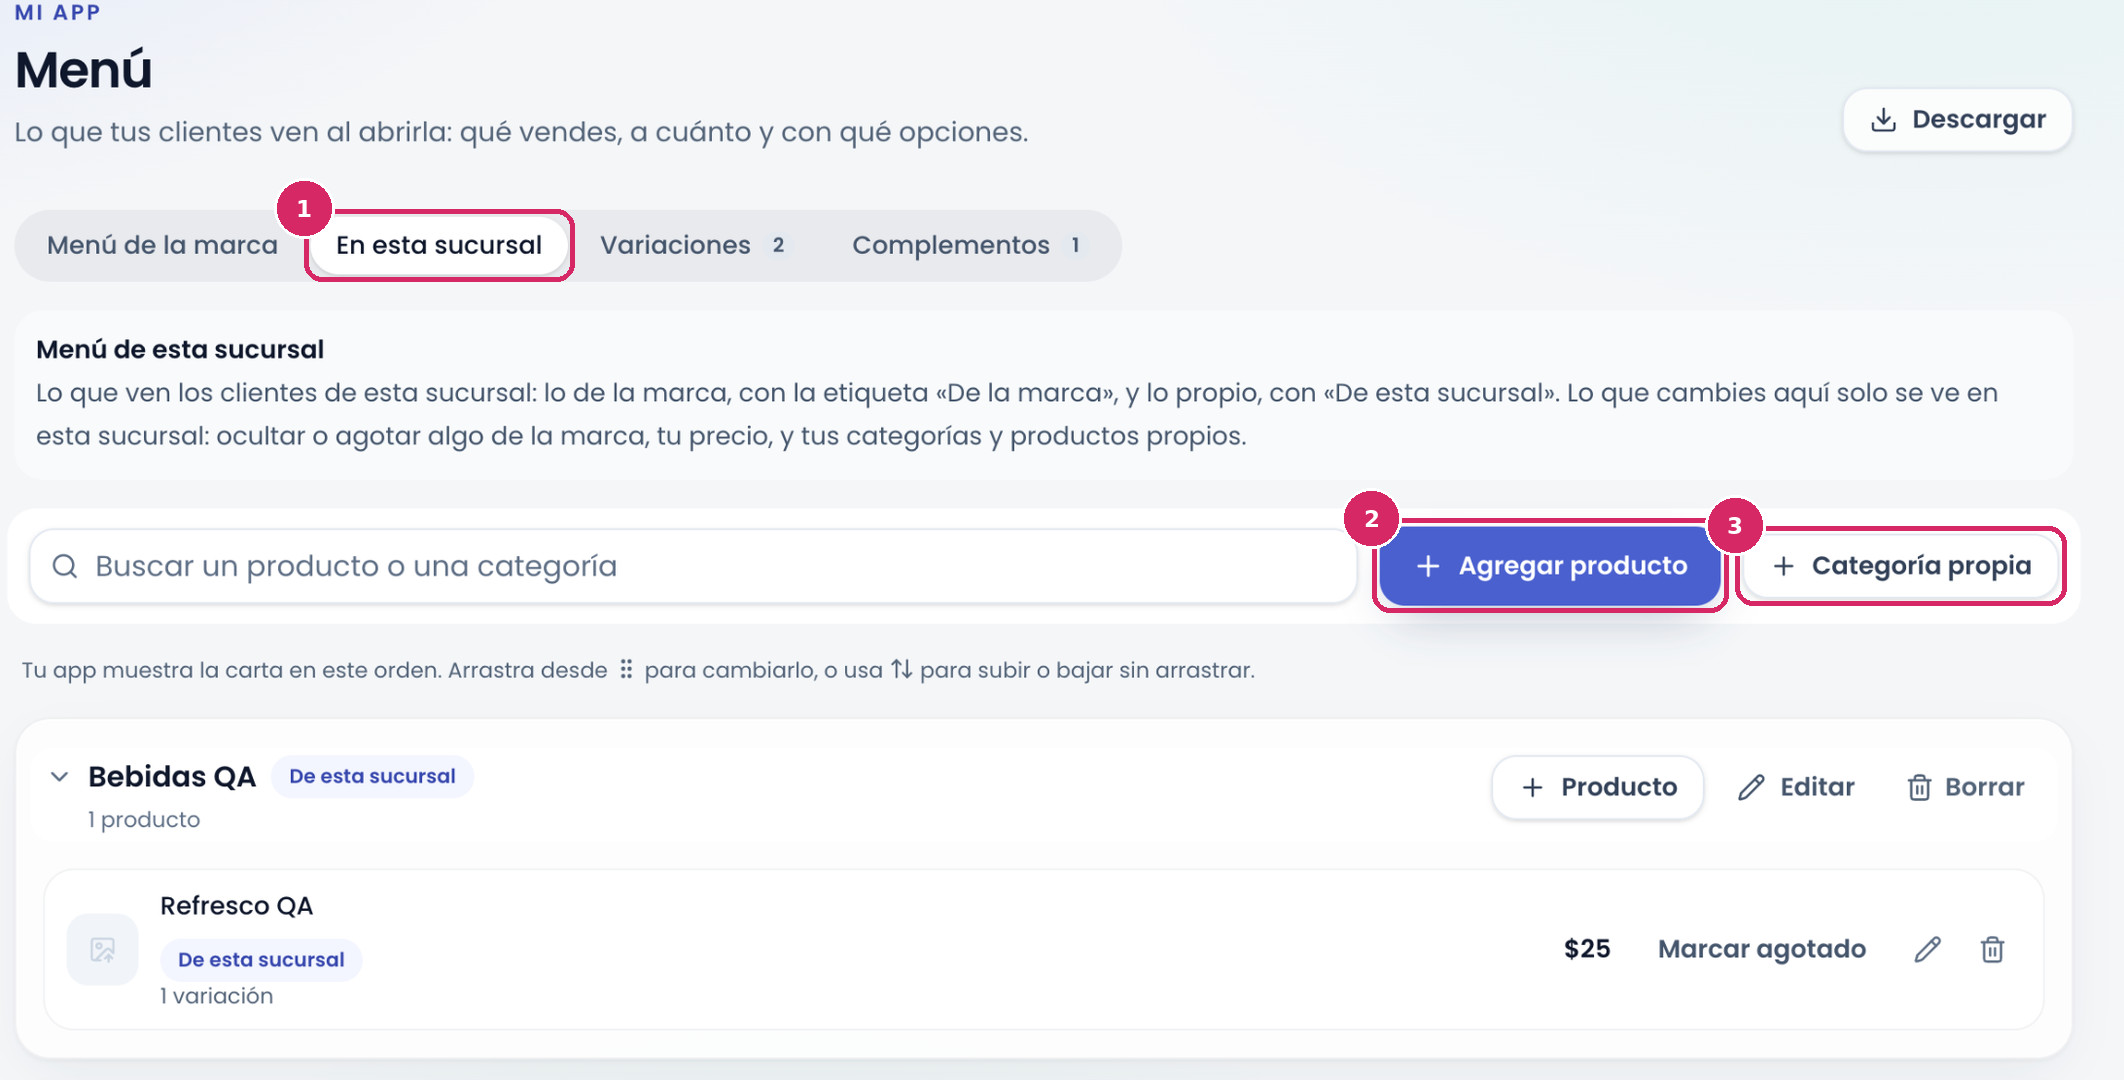 MI APP
Menú
Lo que tus clientes ven al abrirla: qué vendes, a cuánto y con qué opciones.
Descargar
1
Menú de la marca
En esta sucursal
Variaciones 2
Complementos 1
Menú de esta sucursal
Lo que ven los clientes de esta sucursal: lo de la marca, con la etiqueta «De la marca», y lo propio, con «De esta sucursal». Lo que cambies aquí solo se ve en
esta sucursal: ocultar o agotar algo de la marca, tu precio, y tus categorías y productos propios.
Buscar un producto o una categoría
2
+ Agregar producto
3
+ Categoría propia
Tu app muestra la carta en este orden. Arrastra desde ⠿ para cambiarlo, o usa ↑↓ para subir o bajar sin arrastrar.
Bebidas QA
De esta sucursal
1 producto
+ Producto
Editar
Borrar
Refresco QA
De esta sucursal
1 variación
$25
Marcar agotado